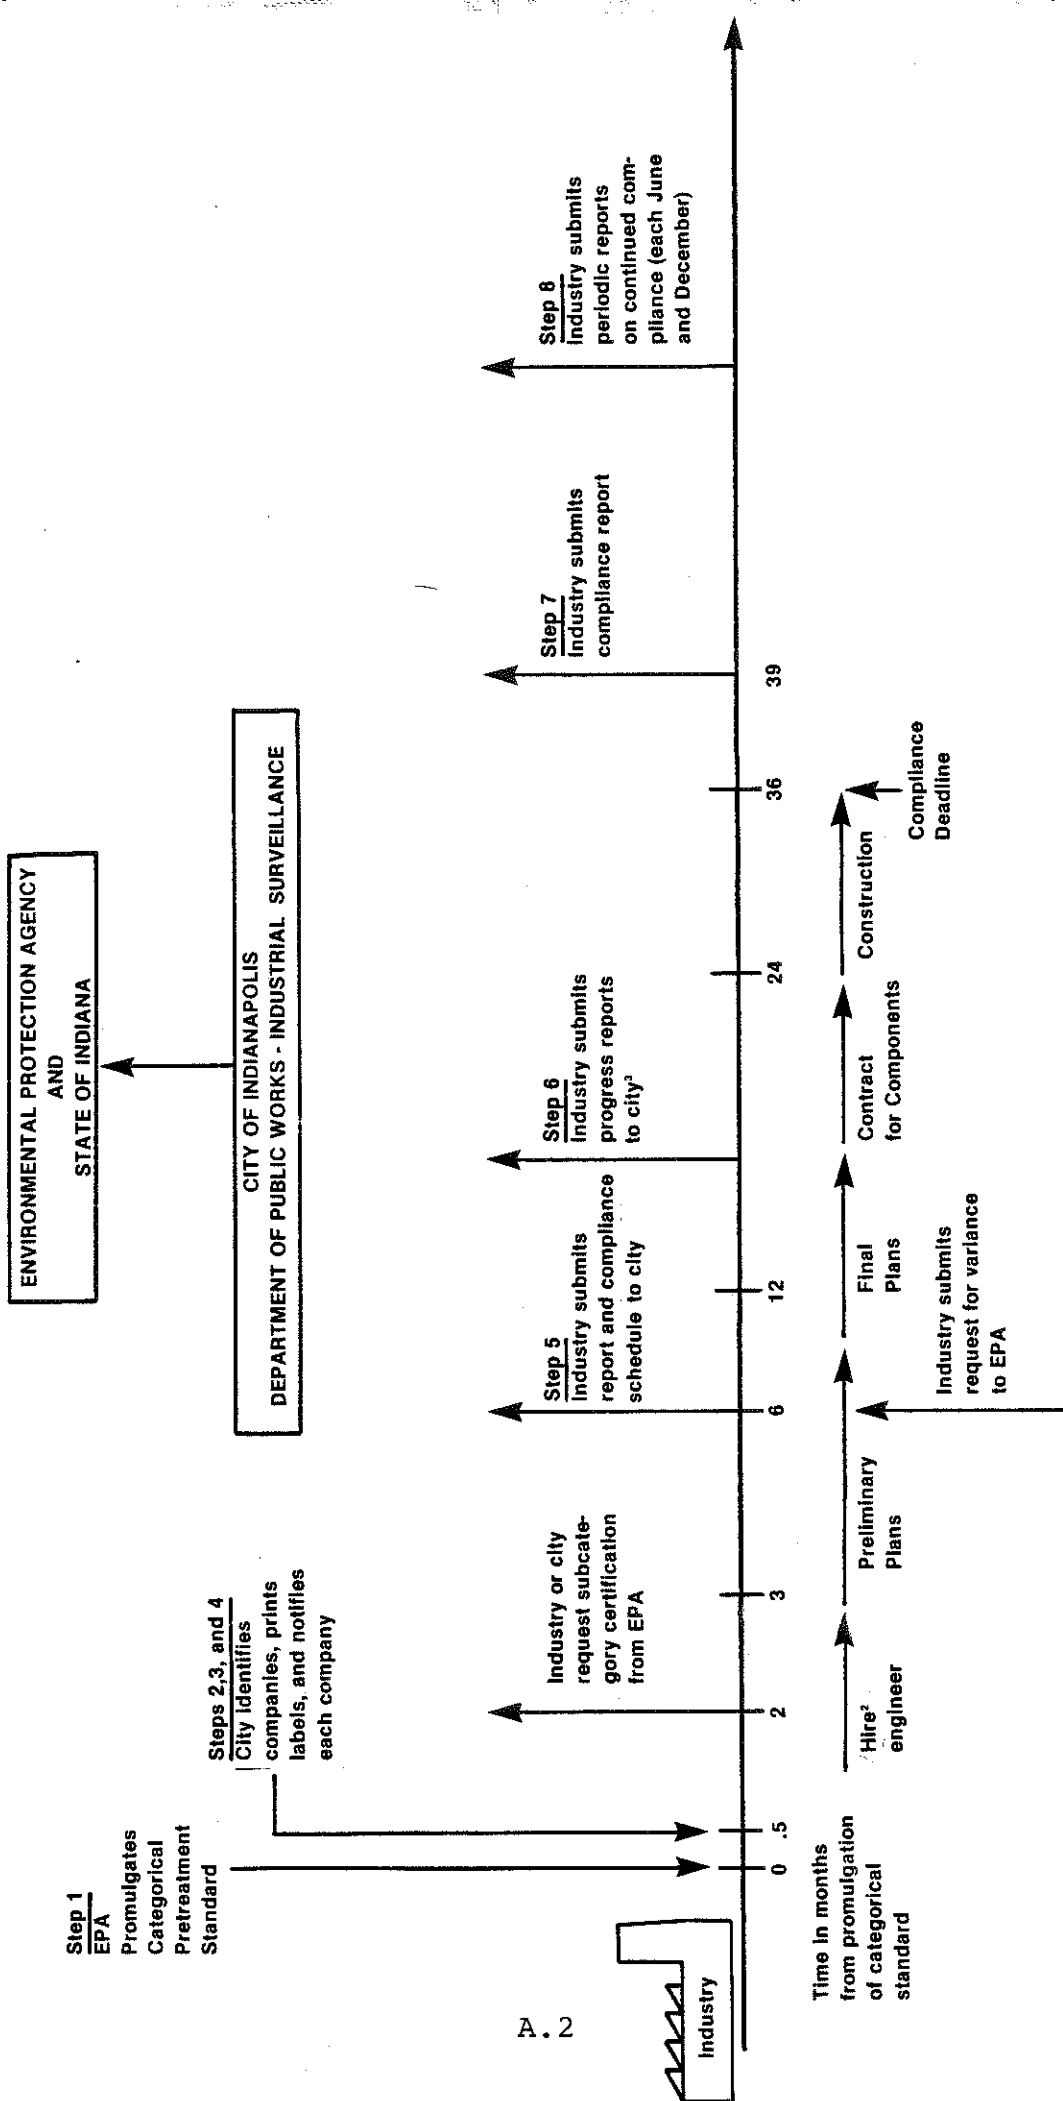 ENVIRONMENTAL PROTECTION AGENCY
AND
STATE OF INDIANA
CITY OF INDIANAPOLIS
DEPARTMENT OF PUBLIC WORKS - INDUSTRIAL SURVEILLANCE
Step 1
EPA
Promulgates
Categorical
Pretreatment
Standard
Steps 2,3, and 4
City identifies
companies, prints
labels, and notifies
each company
Industry or city
request subcate-
gory certification
from EPA
Step 5
Industry submits
report and compliance
schedule to city
Step 6
Industry submits
progress reports
to city³
Step 7
Industry submits
compliance report
Step 8
Industry submits
periodic reports
on continued com-
pliance (each June
and December)
Industry
0
.5
2
3
6
12
24
36
39
Time in months
from promulgation
of categorical
standard
Hire²
engineer
Preliminary
Plans
Final
Plans
Contract
for Components
Construction
Compliance
Deadline
Industry submits
request for variance
to EPA
A.2